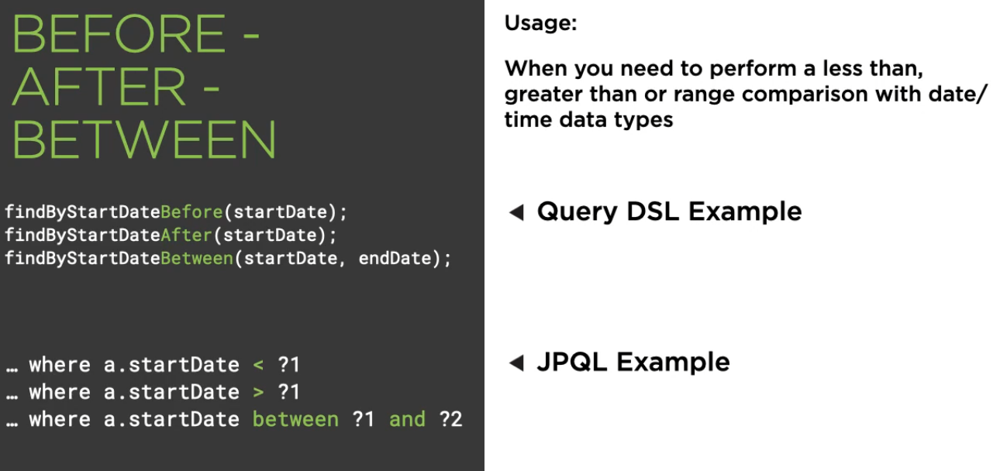 BEFORE -
AFTER -
BETWEEN
findByStartDateBefore(startDate);
findByStartDateAfter(startDate);
findByStartDateBetween(startDate, endDate);
… where a.startDate < ?1
… where a.startDate > ?1
… where a.startDate between ?1 and ?2
Usage:
When you need to perform a less than,
greater than or range comparison with date/
time data types
Query DSL Example
JPQL Example